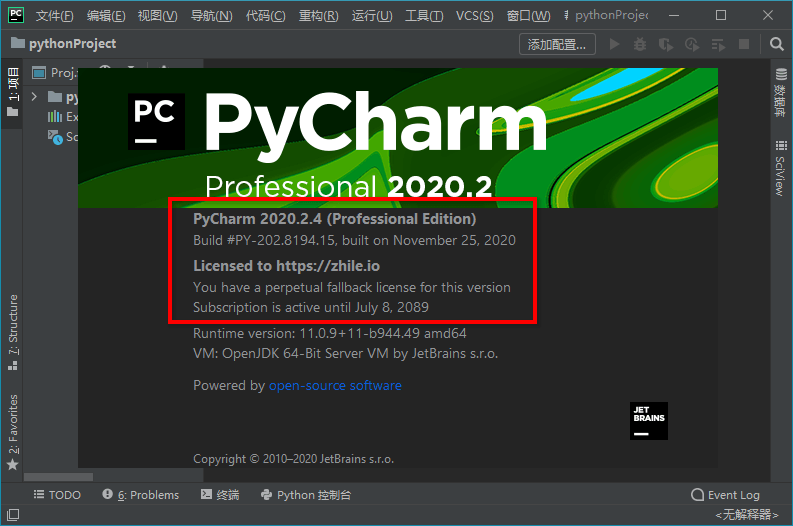 PC
文件(F) 编辑(E) 视图(V) 导航(N) 代码(C) 重构(R) 运行(U) 工具(T) VCS(S) 窗口(W) pythonProject
pythonProject
添加配置...
1: 项目
Proj
py
Ex
Sc
数据库
SciView
PC
PyCharm
Professional 2020.2
PyCharm 2020.2.4 (Professional Edition)
Build #PY-202.8194.15, built on November 25, 2020
Licensed to https://zhile.io
You have a perpetual fallback license for this version
Subscription is active until July 8, 2089
Runtime version: 11.0.9+11-b944.49 amd64
VM: OpenJDK 64-Bit Server VM by JetBrains s.r.o.
Powered by open-source software
JET
BRAINS
Copyright © 2010–2020 JetBrains s.r.o.
7: Structure
2: Favorites
TODO
6: Problems
终端
Python 控制台
Event Log
<无解释器>